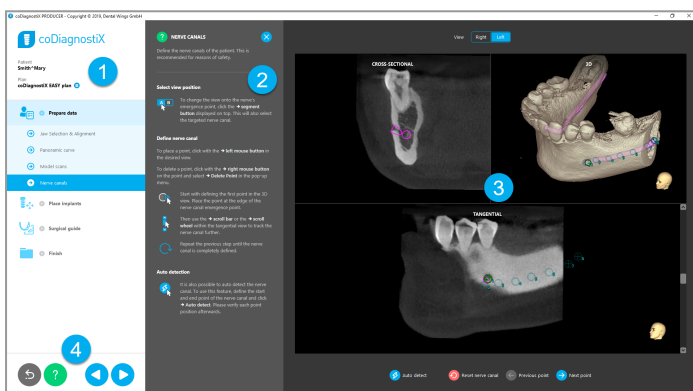 coDiagnostiX PRODUCER - Copyright © 2019, Dental Wings GmbH
coDiagnostiX
Patient
Smith^Mary
Plan
coDiagnostiX EASY plan
1
Prepare data
Jaw Selection & Alignment
Panoramic curve
Model scans
Nerve canals
Place implants
Surgical guide
Finish
4
?
? NERVE CANALS
Define the nerve canals of the patient. This is
recommended for reasons of safety.
2
Select view position
A B
To change the view onto the nerve's
emergence point, click the ➔ segment
button displayed on top. This will also select
the targeted nerve canal.
Define nerve canal
To place a point, click with the ➔ left mouse button in
the desired view.
To delete a point, click with the ➔ right mouse button
on the point and select ➔ Delete Point in the pop up
menu.
Start with defining the first point in the 3D
view. Place the point at the edge of the
nerve canal emergence point.
Then use the ➔ scroll bar or the ➔ scroll
wheel within the tangential view to track the
nerve canal further.
Repeat the previous step until the nerve
canal is completely defined.
Auto detection
It is also possible to auto detect the nerve
canal. To use this feature, define the start
and end point of the nerve canal and click
➔ Auto detect. Please verify each point
position afterwards.
View Right Left
CROSS-SECTIONAL
3D
3
TANGENTIAL
Auto detect Reset nerve canal Previous point Next point